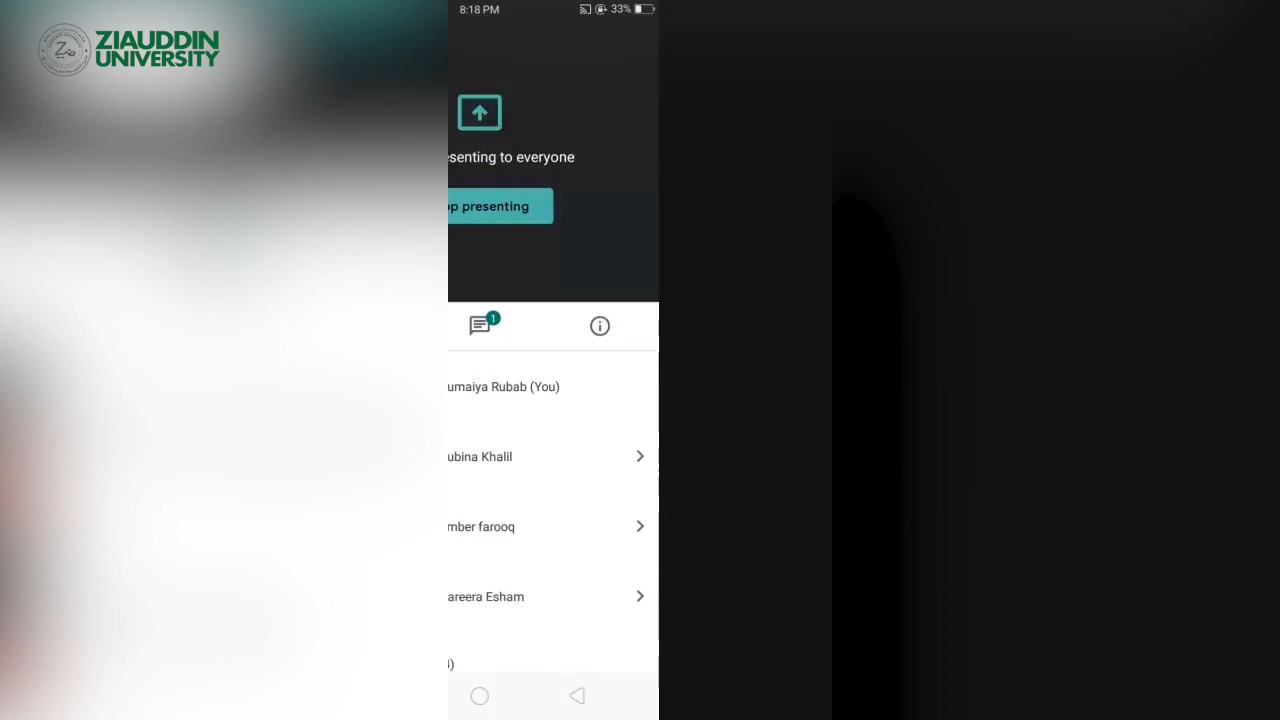 ZIAUDDIN
UNIVERSITY
8:18 PM
33%
senting to everyone
p presenting
1
umaiya Rubab (You)
ubina Khalil
mber farooq
areera Esham
)